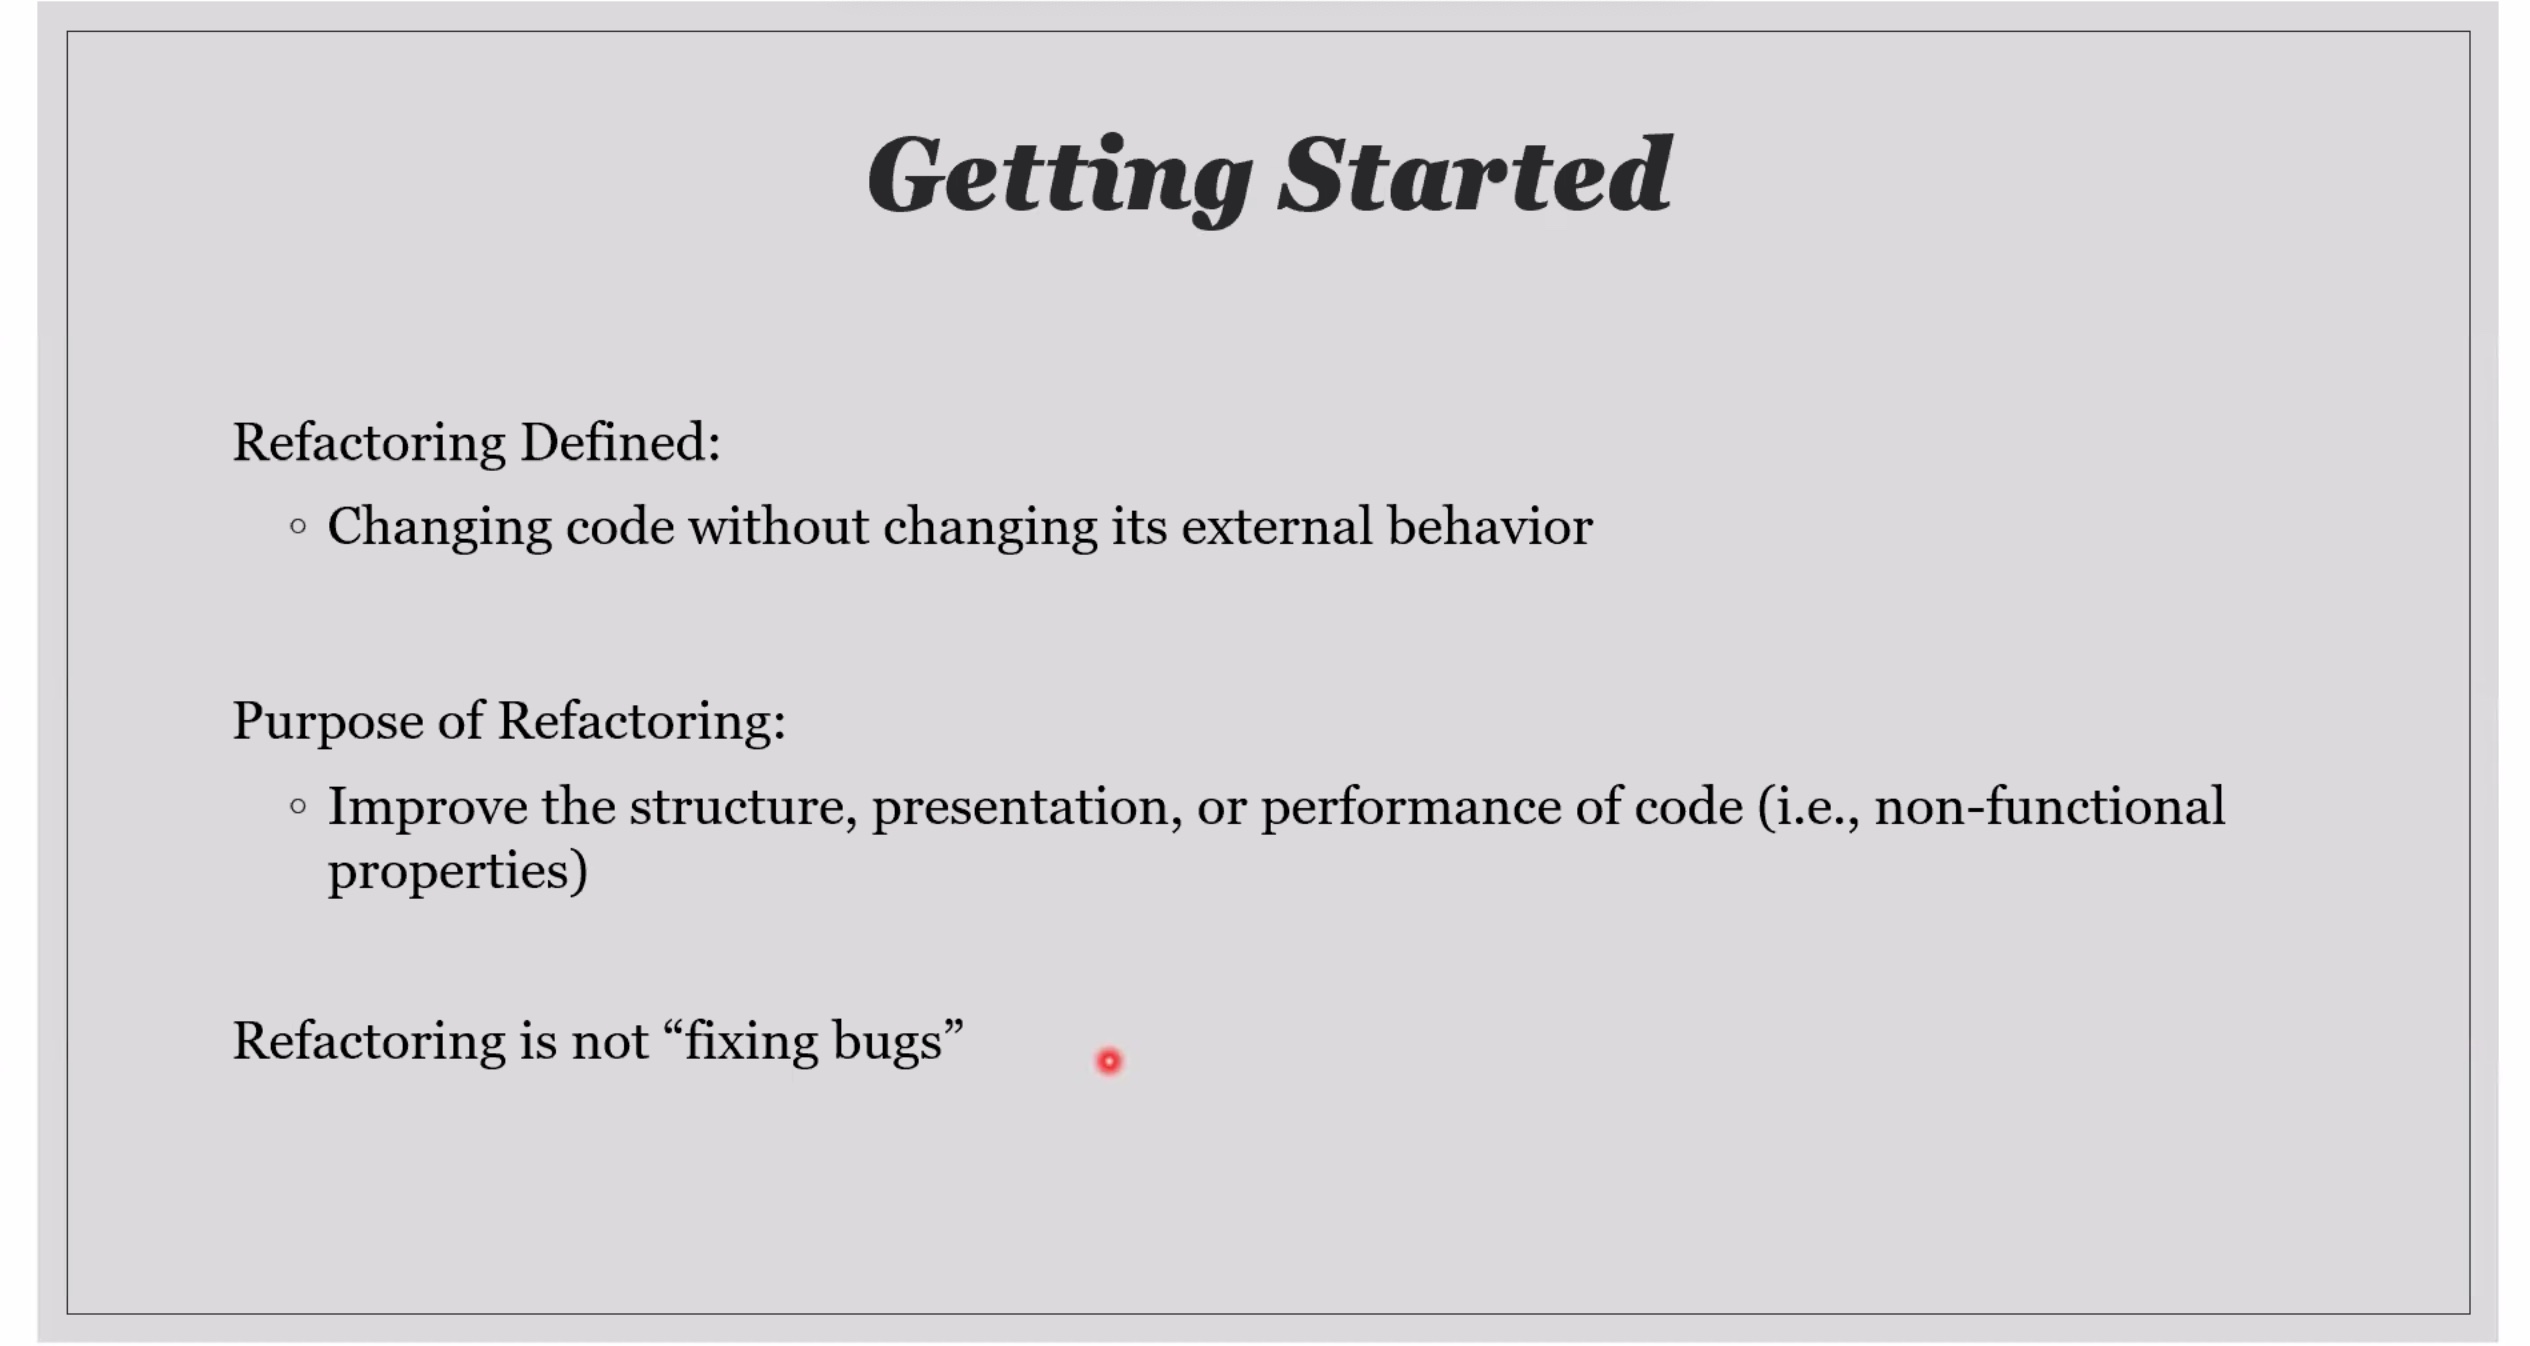 Getting Started
Refactoring Defined:
◦ Changing code without changing its external behavior
Purpose of Refactoring:
◦ Improve the structure, presentation, or performance of code (i.e., non-functional
properties)
Refactoring is not “fixing bugs”